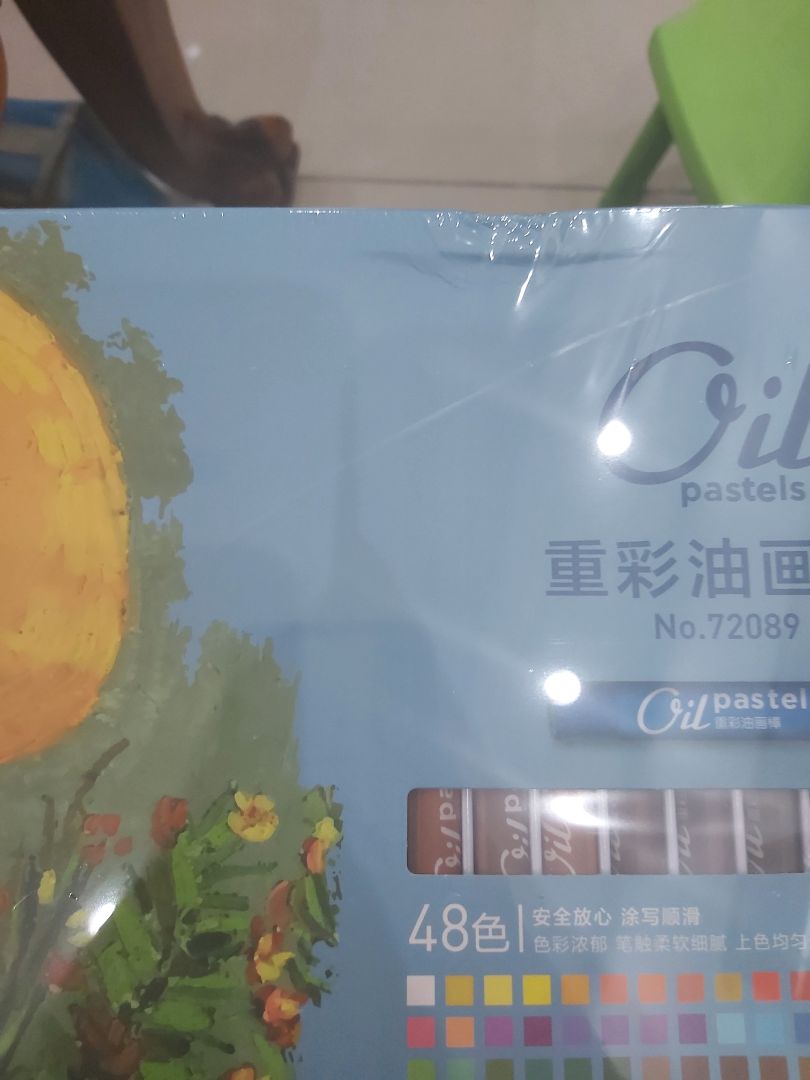 Oil
pastels
重彩油画
No.72089
Oil pastel
重彩油画棒
48色 安全放心 涂写顺滑
色彩浓郁 笔触柔软细腻 上色均匀